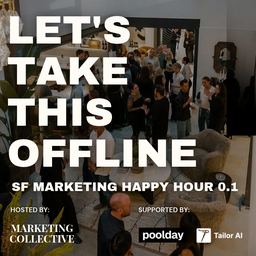 LET'S
TAKE
THIS
OFFLINE
SF MARKETING HAPPY HOUR 0.1
HOSTED BY:
SUPPORTED BY:
MARKETING
COLLECTIVE
poolday
Tailor AI